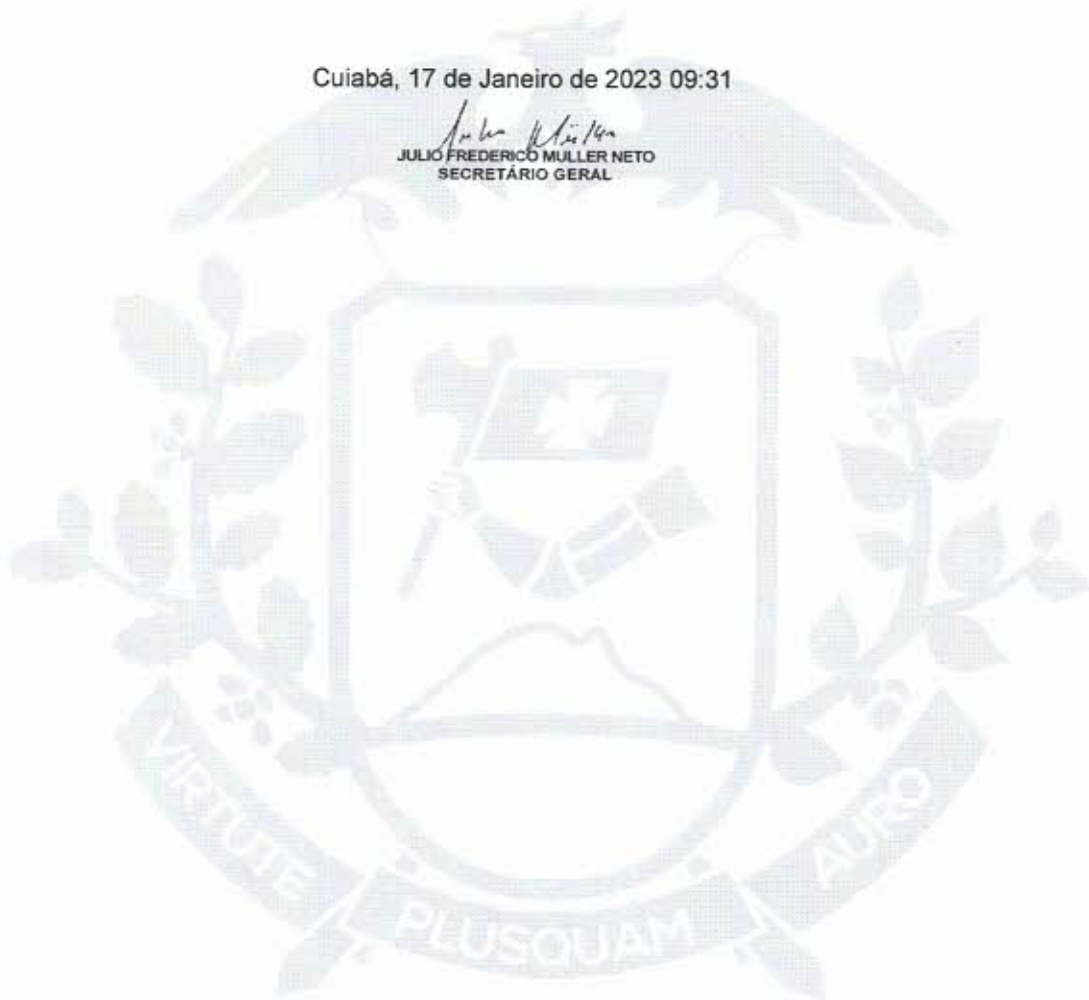 Cuiabá, 17 de Janeiro de 2023 09:31
JULIO FREDERICO MULLER NETO
SECRETÁRIO GERAL
VIRTUTE PLUSQUAM AURO